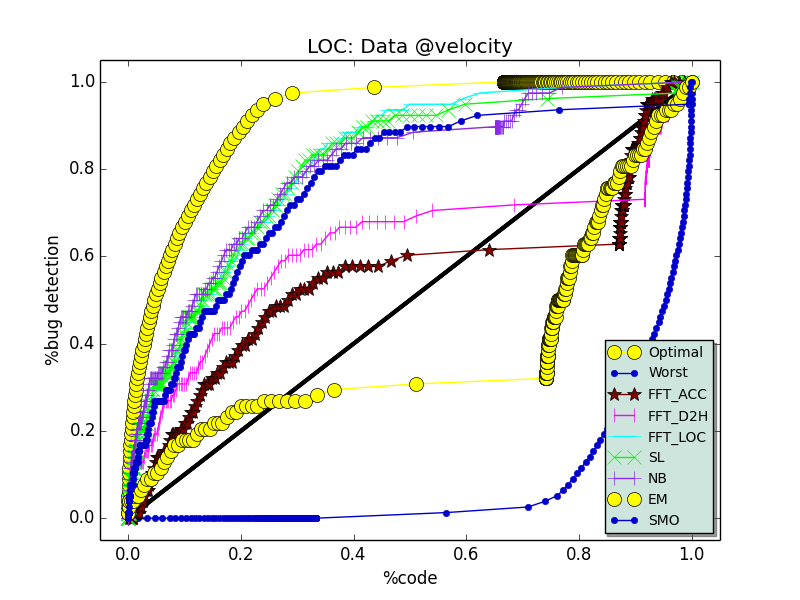 LOC: Data @velocity
1.0
0.8
0.6
0.4
0.2
0.0
%bug detection
Optimal
Worst
FFT_ACC
FFT_D2H
FFT_LOC
SL
NB
EM
SMO
0.0 0.2 0.4 0.6 0.8 1.0
%code